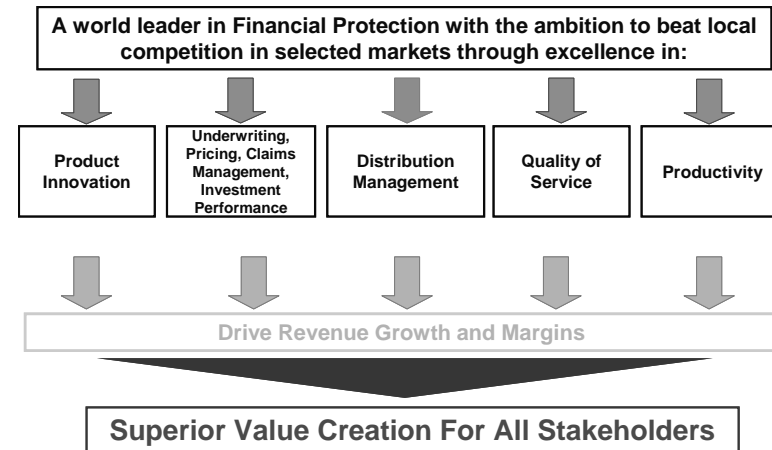 A world leader in Financial Protection with the ambition to beat local
competition in selected markets through excellence in:
Product
Innovation
Underwriting,
Pricing, Claims
Management,
Investment
Performance
Distribution
Management
Quality of
Service
Productivity
Drive Revenue Growth and Margins
Superior Value Creation For All Stakeholders